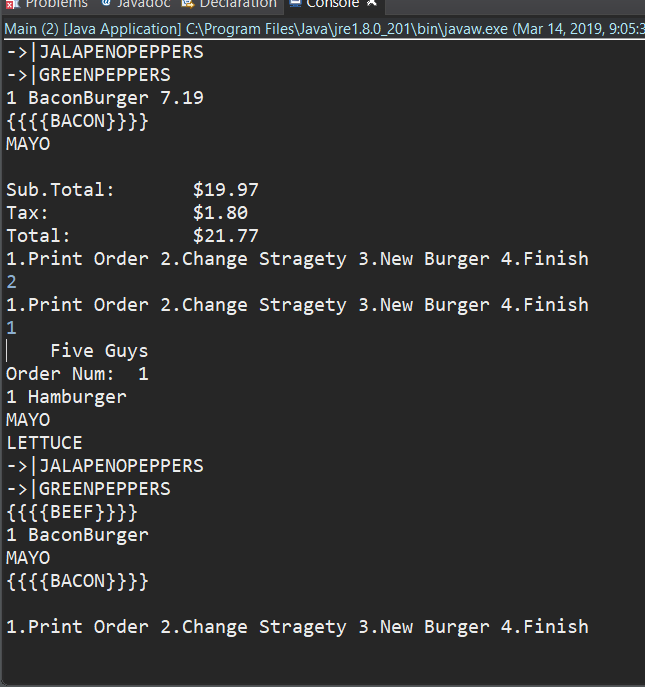 Problems @ Javadoc Declaration Console
Main (2) [Java Application] C:\Program Files\Java\jre1.8.0_201\bin\javaw.exe (Mar 14, 2019, 9:05:3
->|JALAPENOPEPPERS
->|GREENPEPPERS
1 BaconBurger 7.19
{{{{BACON}}}}
MAYO
Sub.Total: $19.97
Tax: $1.80
Total: $21.77
1.Print Order 2.Change Stragety 3.New Burger 4.Finish
2
1.Print Order 2.Change Stragety 3.New Burger 4.Finish
1
Five Guys
Order Num: 1
1 Hamburger
MAYO
LETTUCE
->|JALAPENOPEPPERS
->|GREENPEPPERS
{{{{BEEF}}}}
1 BaconBurger
MAYO
{{{{BACON}}}}
1.Print Order 2.Change Stragety 3.New Burger 4.Finish